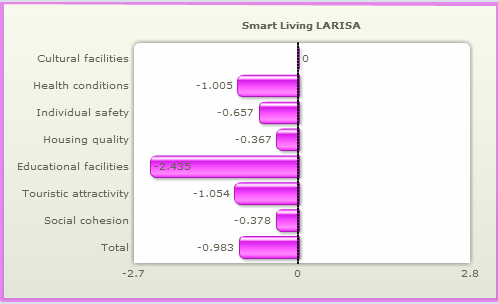 Smart Living LARISA
Cultural facilities 0
Health conditions -1.005
Individual safety -0.657
Housing quality -0.367
Educational facilities -2.435
Touristic attractivity -1.054
Social cohesion -0.378
Total -0.983
-2.7 0 2.8